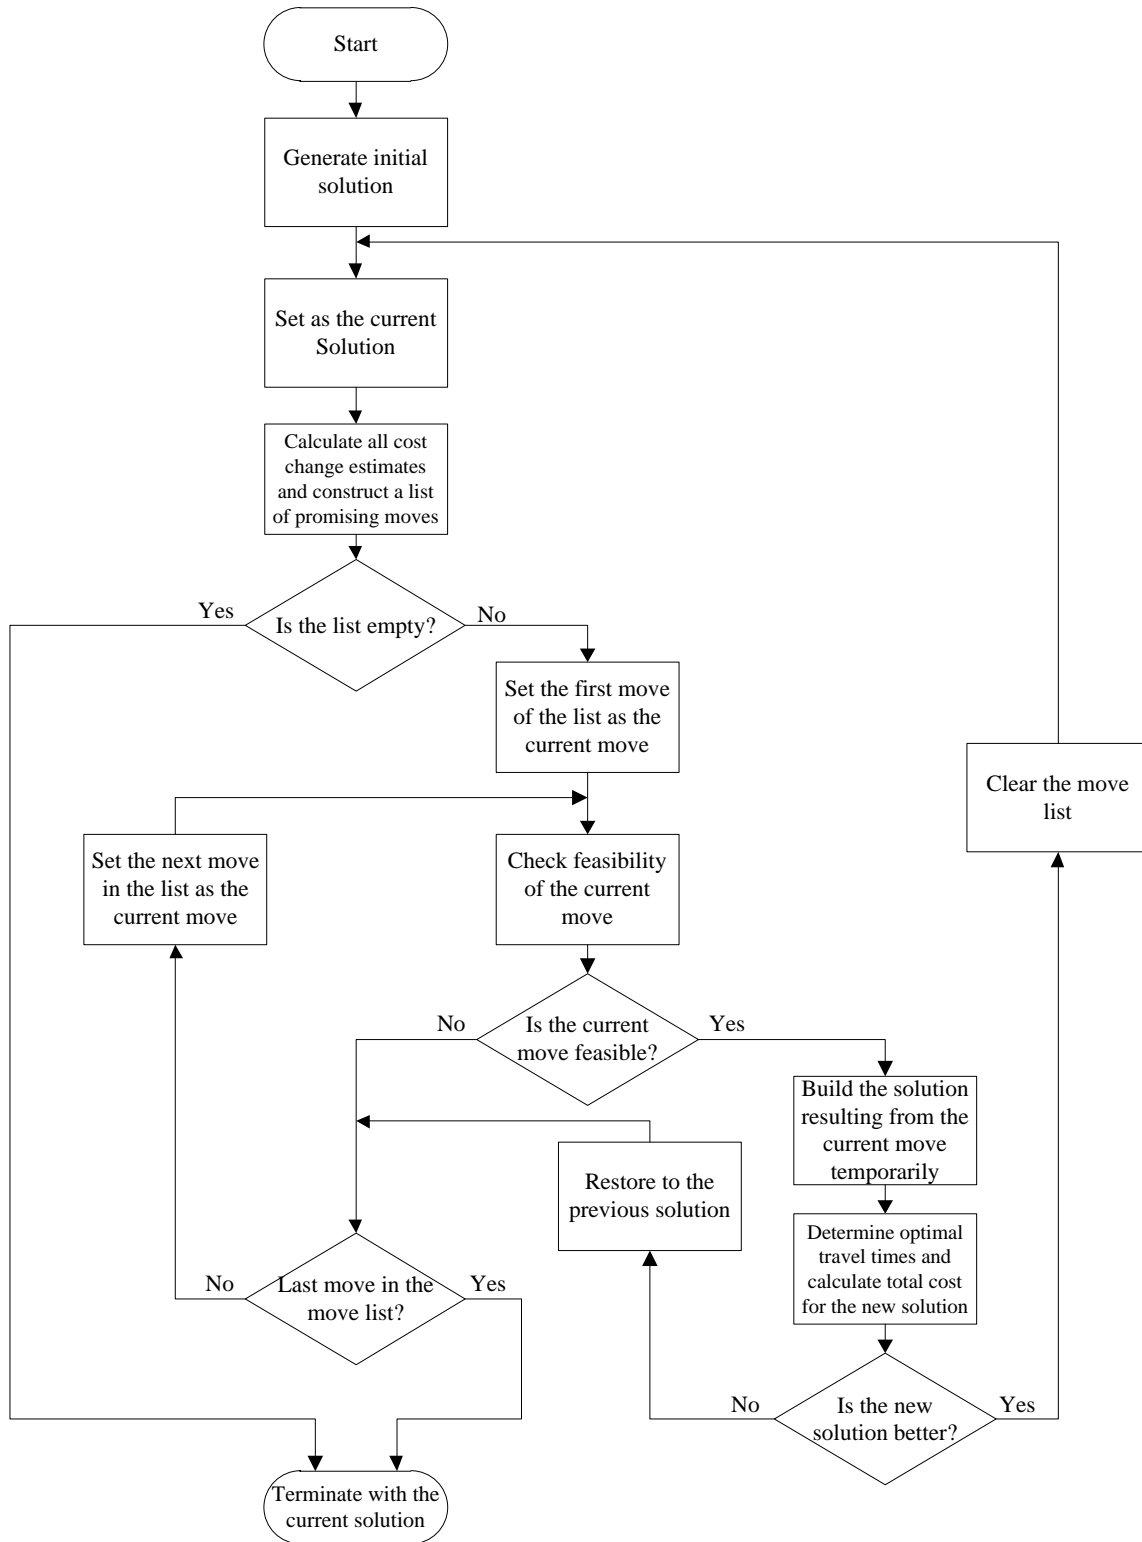 Start
Generate initial
solution
Set as the current
Solution
Calculate all cost
change estimates
and construct a list
of promising moves
Yes
Is the list empty?
No
Set the first move
of the list as the
current move
Clear the move
list
Set the next move
in the list as the
current move
Check feasibility
of the current
move
No
Is the current
move feasible?
Yes
Build the solution
resulting from the
current move
temporarily
Restore to the
previous solution
Determine optimal
travel times and
calculate total cost
for the new solution
No
Last move in the
move list?
Yes
No
Is the new
solution better?
Yes
Terminate with the
current solution